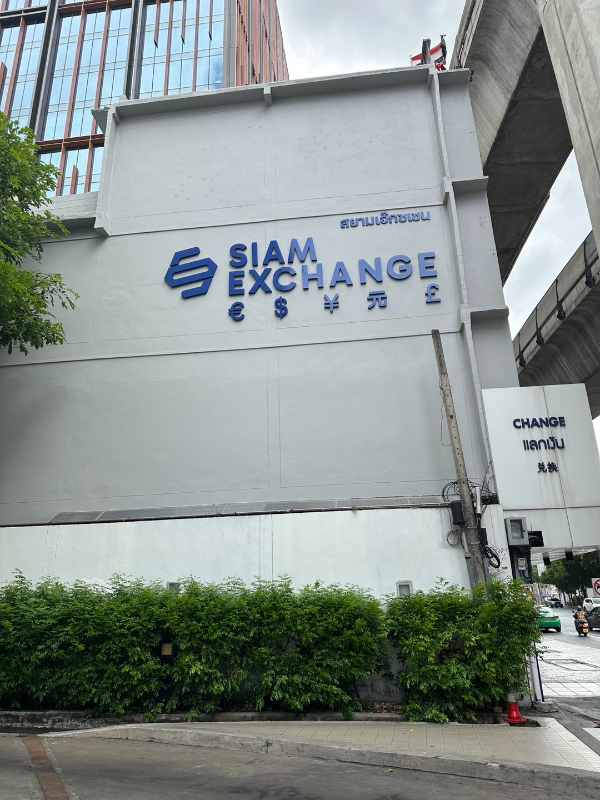 สยามเอ็กซเชน
SIAM
EXCHANGE
€ $ ¥ 元 £
CHANGE
แลกเงิน
兑换